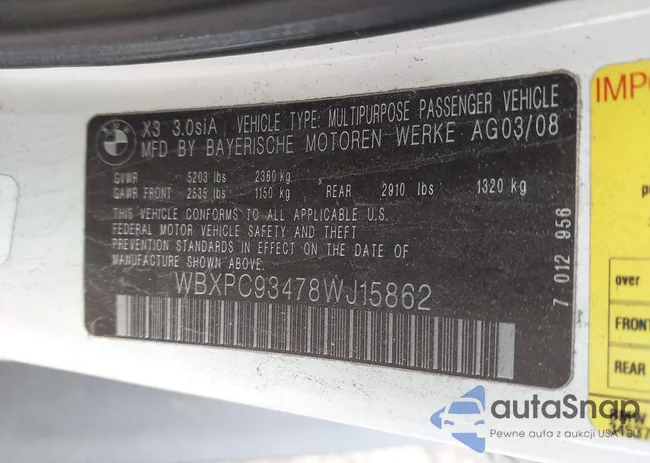 X3 3.0siA VEHICLE TYPE: MULTIPURPOSE PASSENGER VEHICLE
MFD BY BAYERISCHE MOTOREN WERKE AG03/08
GVWR 5203 lbs 2360 kg
GAWR FRONT 2535 lbs 1150 kg REAR 2910 lbs 1320 kg
THIS VEHICLE CONFORMS TO ALL APPLICABLE U.S.
FEDERAL MOTOR VEHICLE SAFETY AND THEFT
PREVENTION STANDARDS IN EFFECT ON THE DATE OF
MANUFACTURE SHOWN ABOVE.
WBXPC93478WJ15862
7 012 956
IMPO
over
FRONT
REAR
autoSnap
Pewne auta z aukcji USA